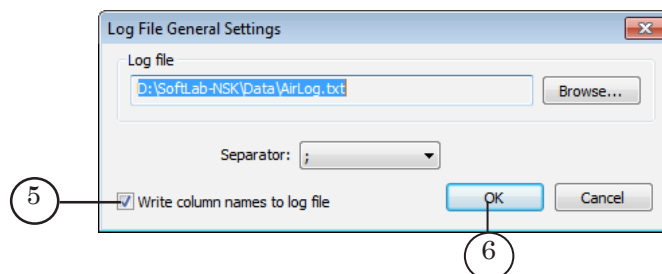 Log File General Settings
Log file
D:\SoftLab-NSK\Data\AirLog.txt
Browse...
Separator: ;
5
Write column names to log file
OK
Cancel
6